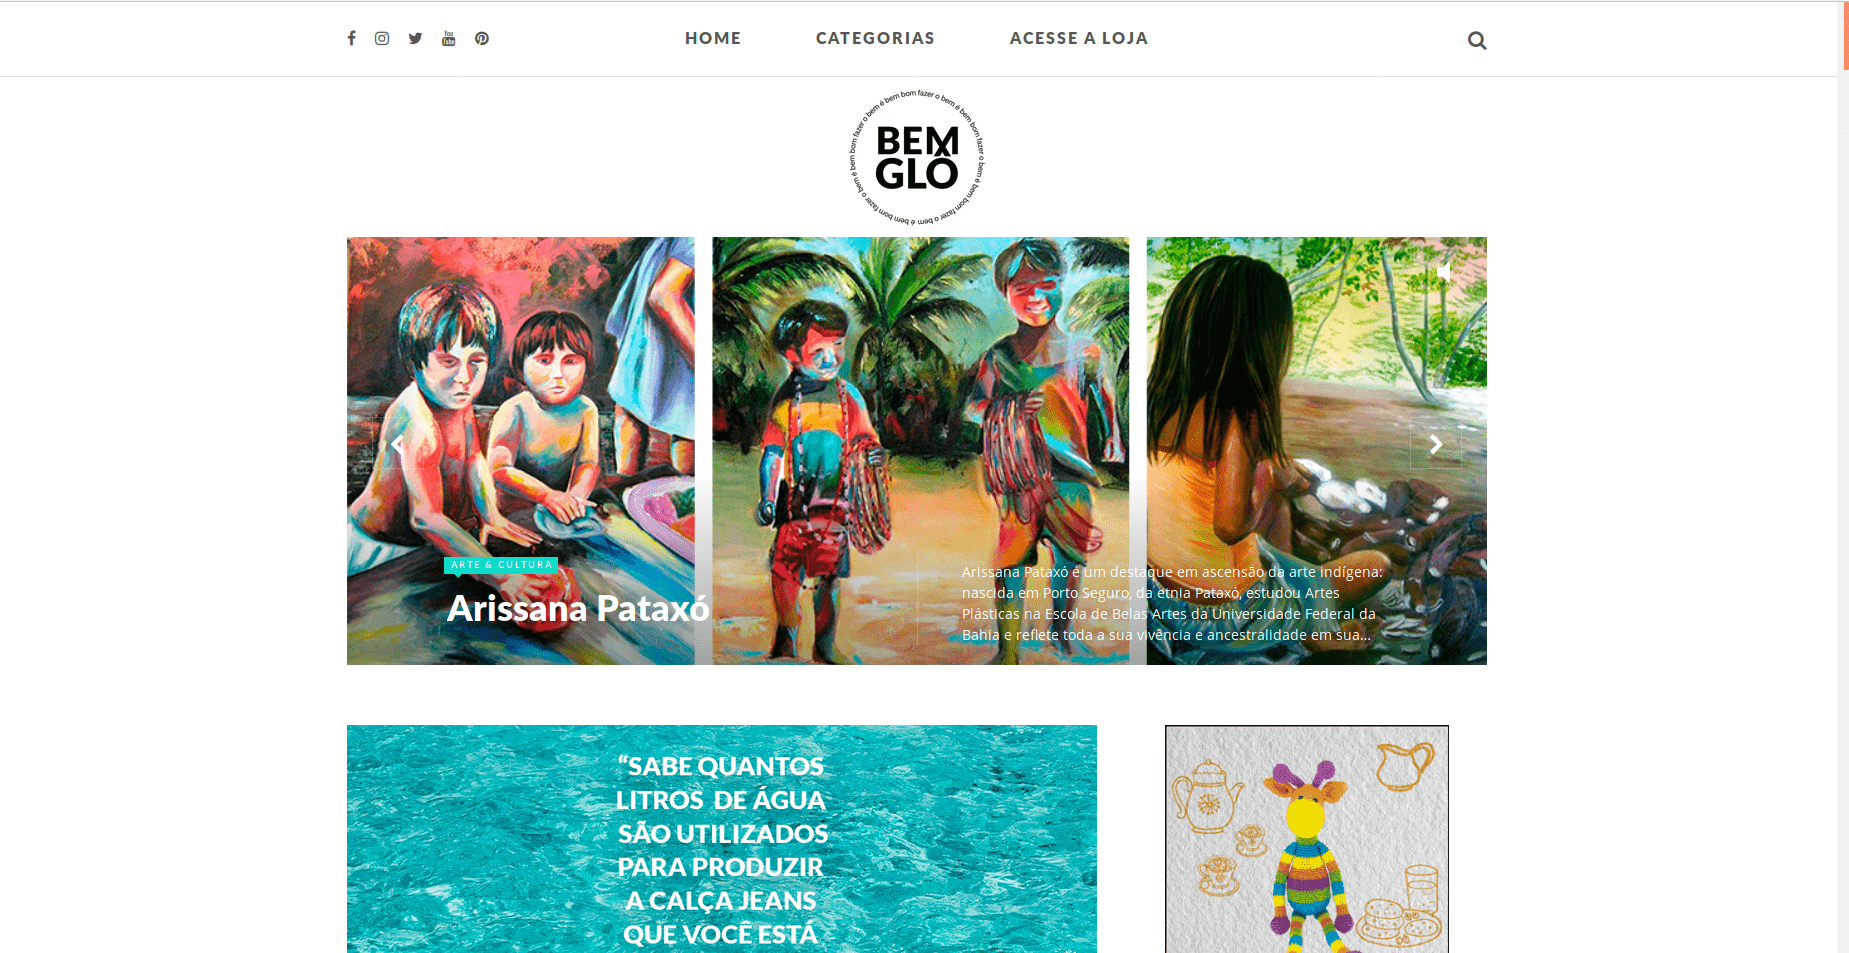 HOME
CATEGORIAS
ACESSE A LOJA
bem bom fazer o bem é bem bom fazer o bem é bem bom fazer o bem é bem bom fazer o bem é
BEM
GLÔ
ARTE & CULTURA
Arissana Pataxó
Arissana Pataxó é um destaque em ascensão da arte indígena:
nascida em Porto Seguro, da etnia Pataxó, estudou Artes
Plásticas na Escola de Belas Artes da Universidade Federal da
Bahia e reflete toda a sua vivência e ancestralidade em sua...
“SABE QUANTOS
LITROS DE ÁGUA
SÃO UTILIZADOS
PARA PRODUZIR
A CALÇA JEANS
QUE VOCÊ ESTÁ